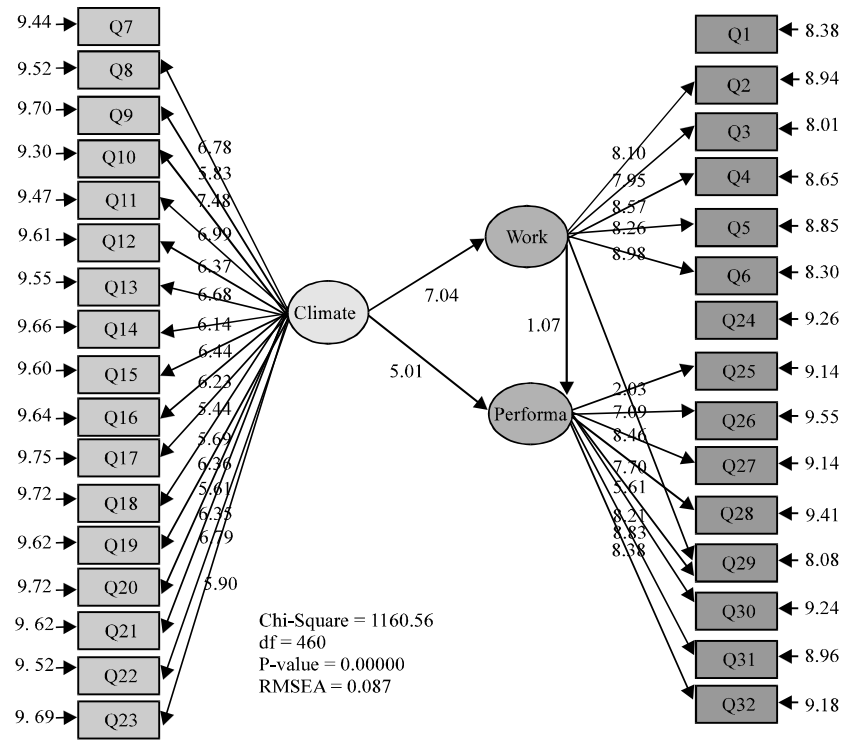 9.44 Q7
9.52 Q8
9.70 Q9
9.30 Q10
9.47 Q11
9.61 Q12
9.55 Q13
9.66 Q14
9.60 Q15
9.64 Q16
9.75 Q17
9.72 Q18
9.62 Q19
9.72 Q20
9. 62 Q21
9. 52 Q22
9. 69 Q23
6.78
5.83
7.48
6.99
6.37
6.68
6.14
6.44
6.23
5.44
5.69
6.36
5.61
6.35
6.79
5.90
Climate
7.04
5.01
Work
1.07
Performa
8.10
7.95
8.57
8.26
8.98
2.03
7.09
8.46
7.70
5.61
8.21
8.83
8.38
Q1 8.38
Q2 8.94
Q3 8.01
Q4 8.65
Q5 8.85
Q6 8.30
Q24 9.26
Q25 9.14
Q26 9.55
Q27 9.14
Q28 9.41
Q29 8.08
Q30 9.24
Q31 8.96
Q32 9.18
Chi-Square = 1160.56
df = 460
P-value = 0.00000
RMSEA = 0.087